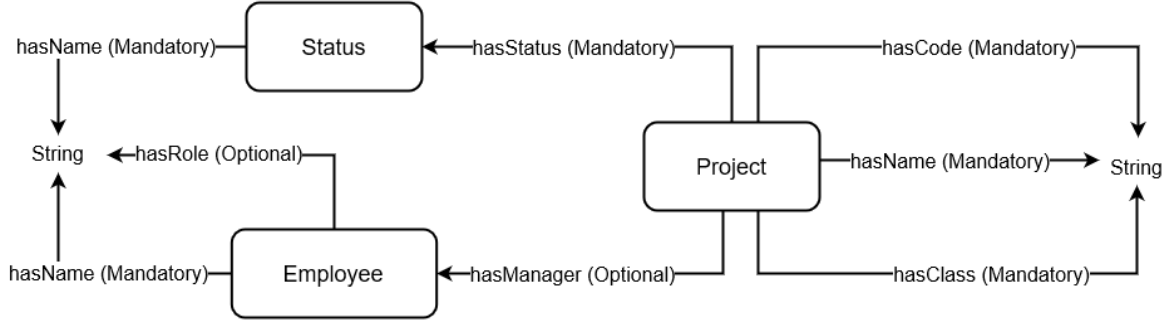 hasName (Mandatory)
Status
hasStatus (Mandatory)
hasCode (Mandatory)
String
hasRole (Optional)
Project
hasName (Mandatory)
String
hasName (Mandatory)
Employee
hasManager (Optional)
hasClass (Mandatory)